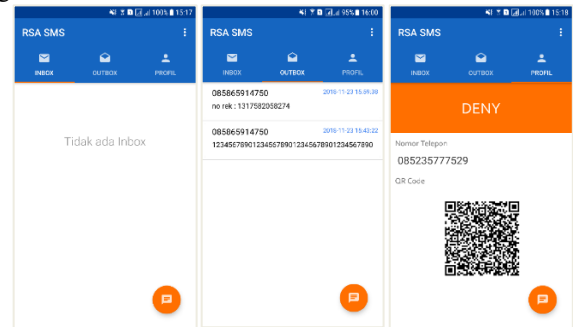 100% 15:17
RSA SMS
INBOX
OUTBOX
PROFIL
Tidak ada Inbox
95% 16:00
RSA SMS
INBOX
OUTBOX
PROFIL
085865914750
2016-11-23 15:59:38
no rek : 1317582058274
085865914750
2016-11-23 15:43:22
1234567890123456789012345678901234567890
100% 15:18
RSA SMS
INBOX
OUTBOX
PROFIL
DENY
Nomor Telepon
085235777529
QR Code